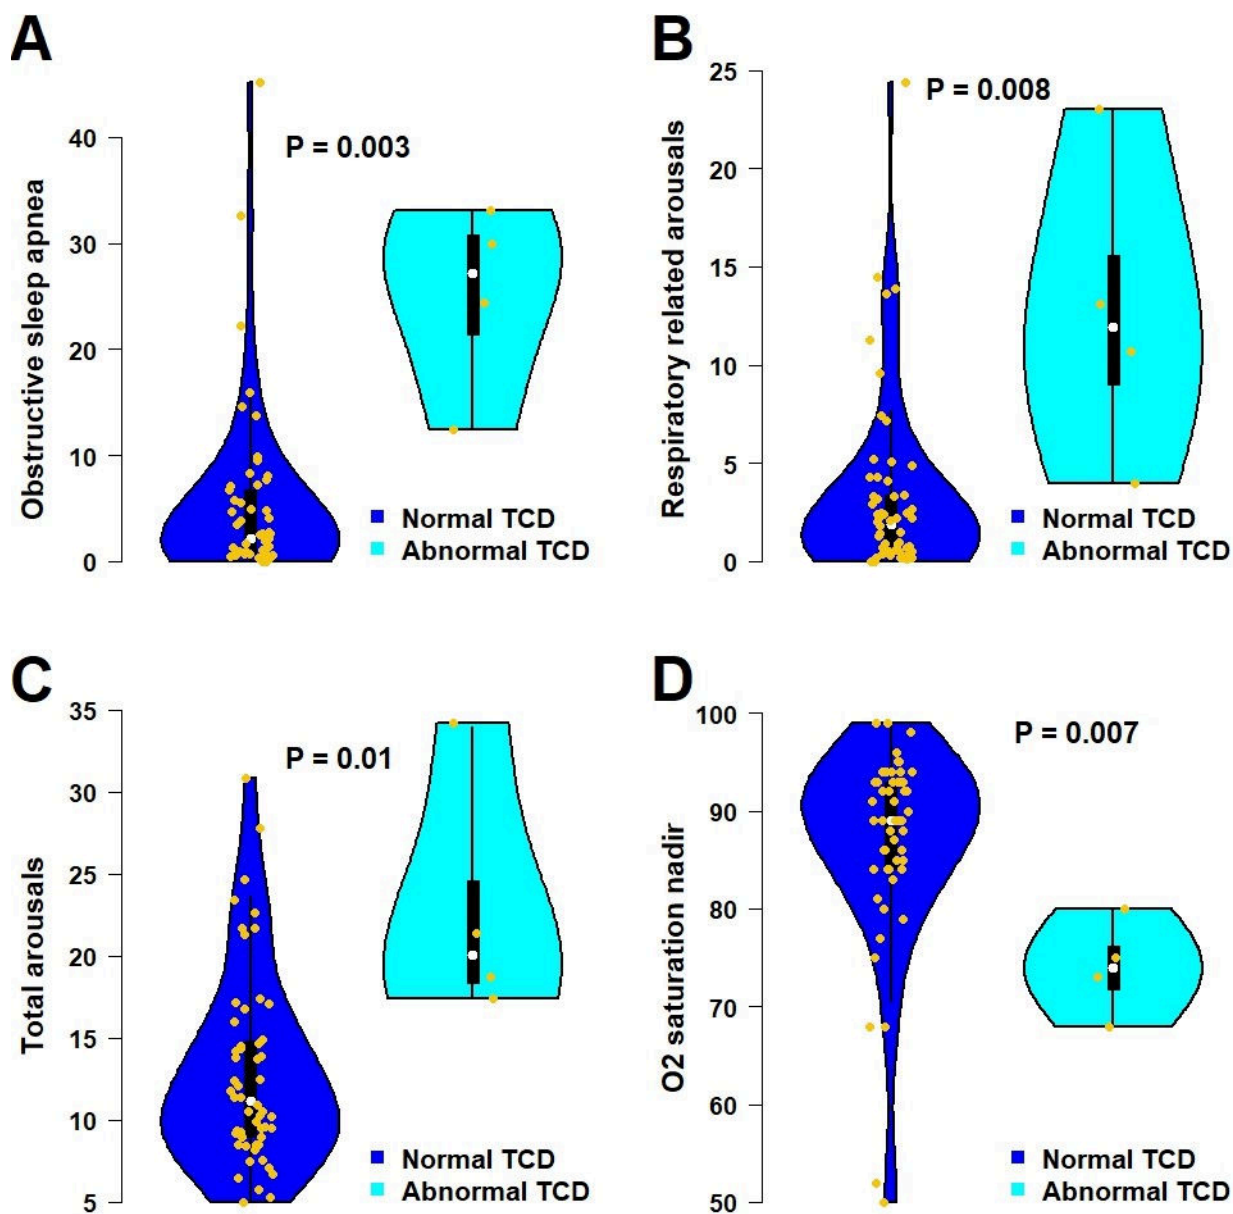 A
Obstructive sleep apnea
40
30
20
10
0
P = 0.003
Normal TCD
Abnormal TCD
B
Respiratory related arousals
25
20
15
10
5
0
P = 0.008
Normal TCD
Abnormal TCD
C
Total arousals
35
30
25
20
15
10
5
P = 0.01
Normal TCD
Abnormal TCD
D
O2 saturation nadir
100
90
80
70
60
50
P = 0.007
Normal TCD
Abnormal TCD